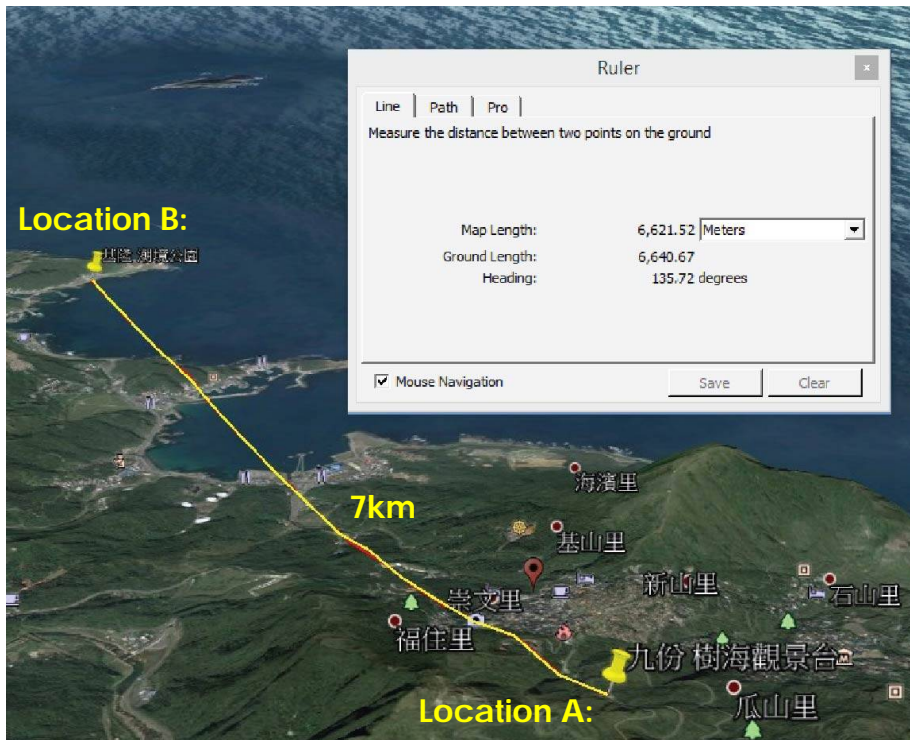 Ruler
x
Line
Path
Pro
Measure the distance between two points on the ground
Map Length:
6,621.52
Meters
Ground Length:
6,640.67
Heading:
135.72 degrees
Mouse Navigation
Save
Clear
Location B:
基隆 潮境公園
7km
海濱里
基山里
崇文里
新山里
石山里
福住里
九份 樹海觀景台
Location A:
瓜山里